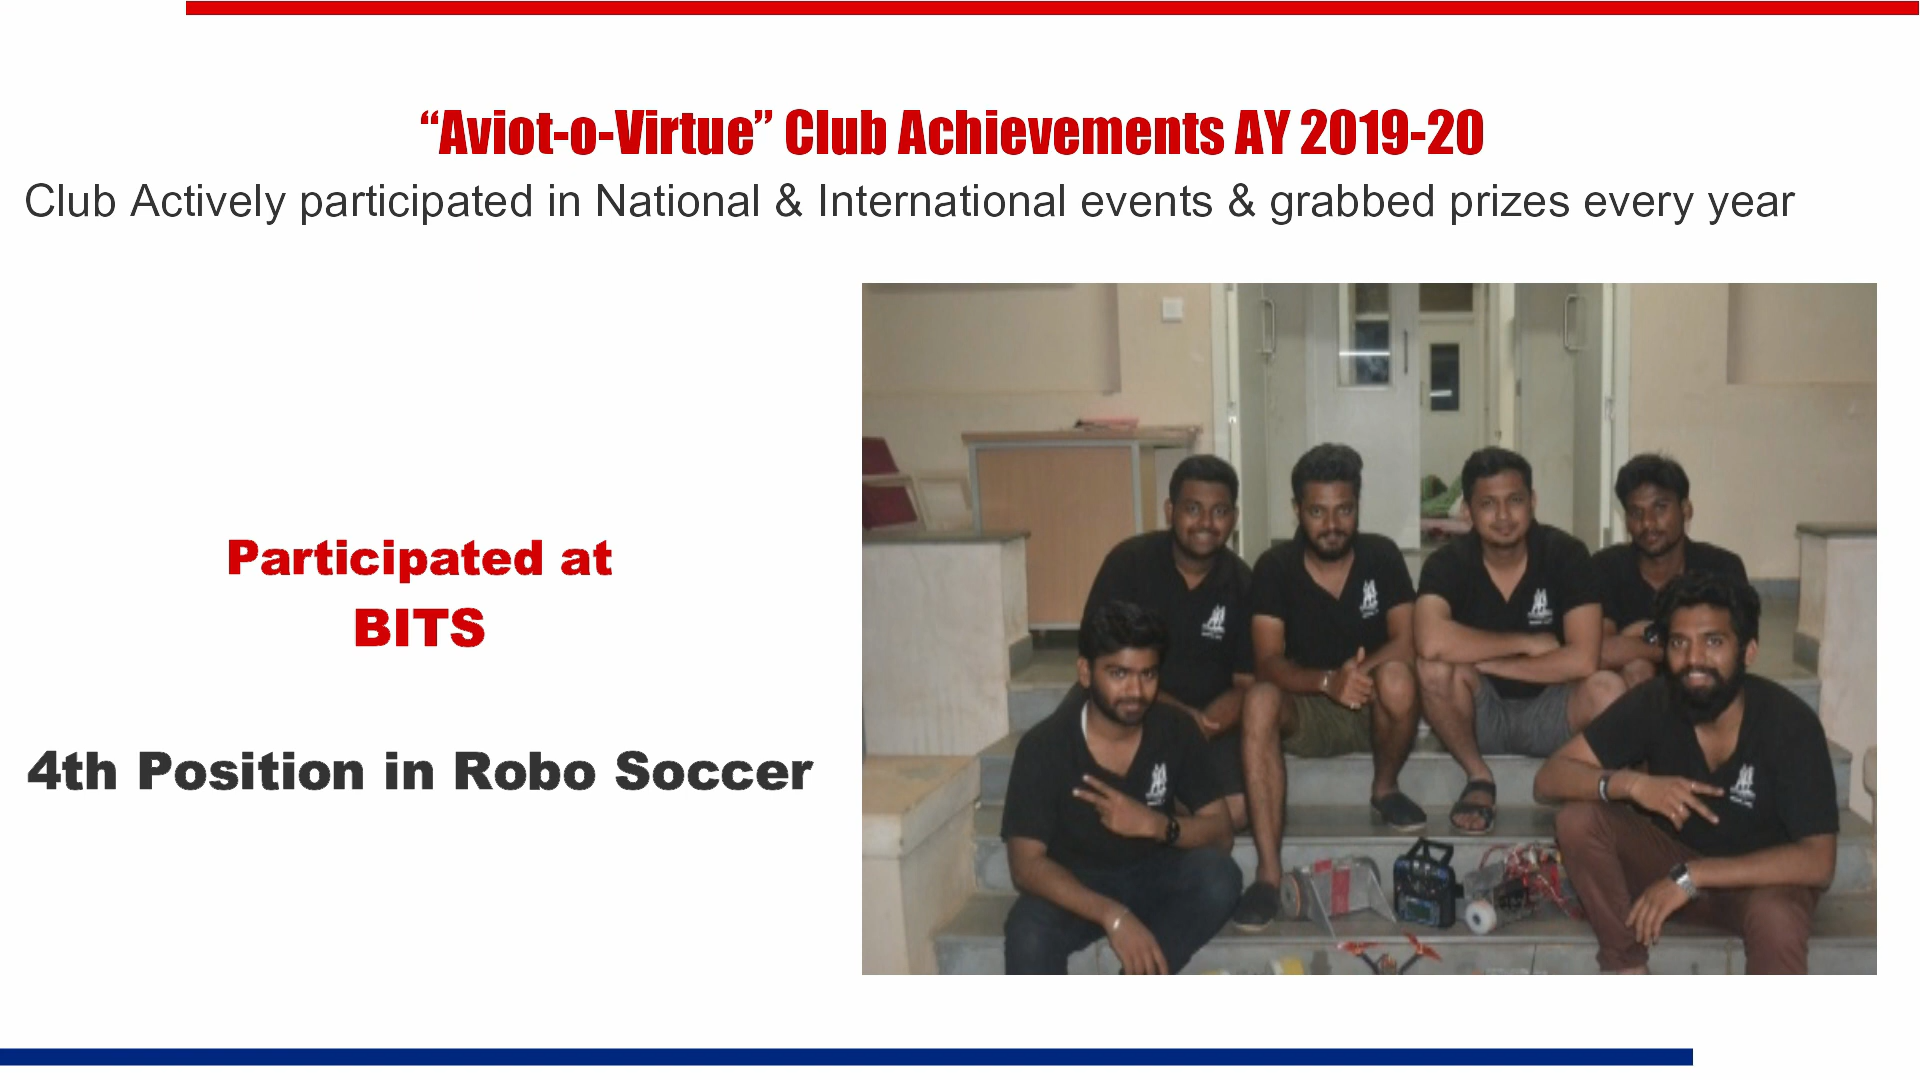 “Aviot-o-Virtue” Club Achievements AY 2019-20
Club Actively participated in National & International events & grabbed prizes every year
Participated at
BITS
4th Position in Robo Soccer